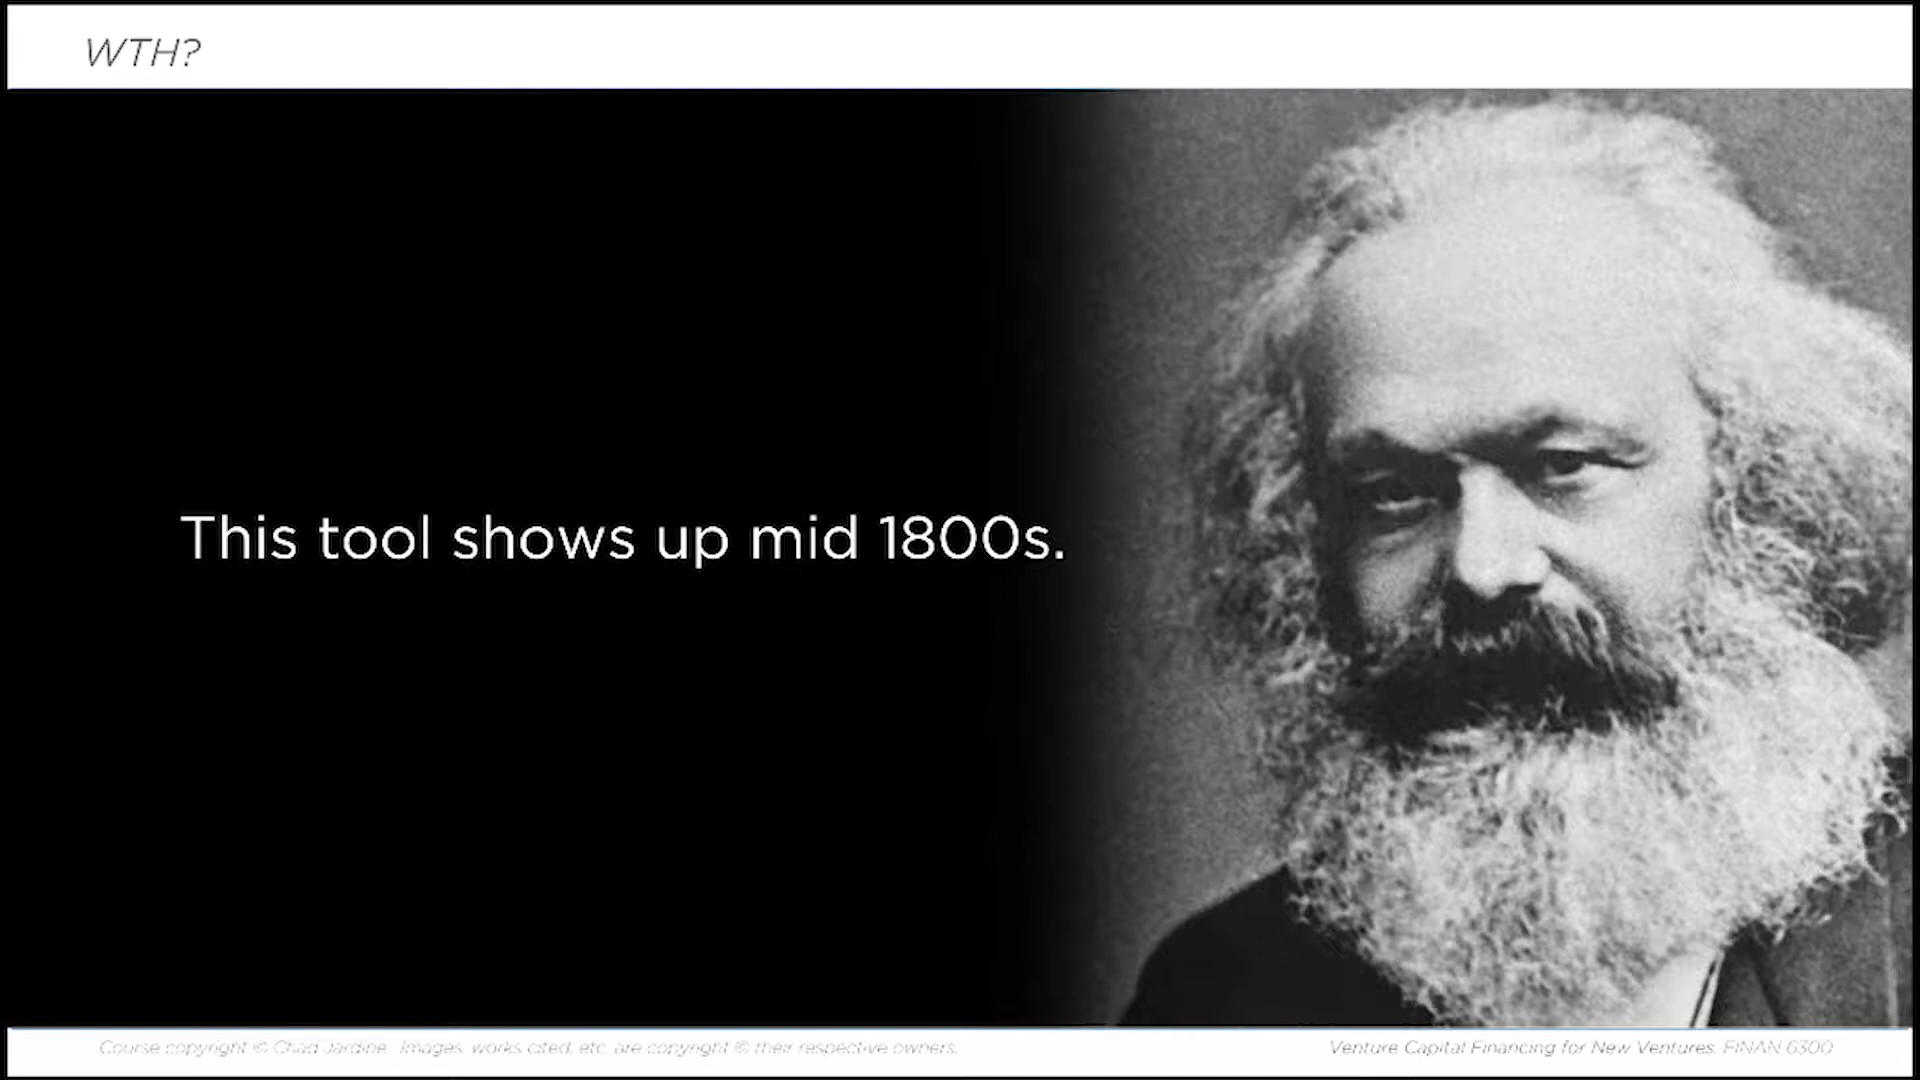 WTH?
This tool shows up mid 1800s.
Course copyright © Chad Jardine. Images, works cited, etc. are copyright © their respective owners.
Venture Capital Financing for New Ventures. FINAN 6300